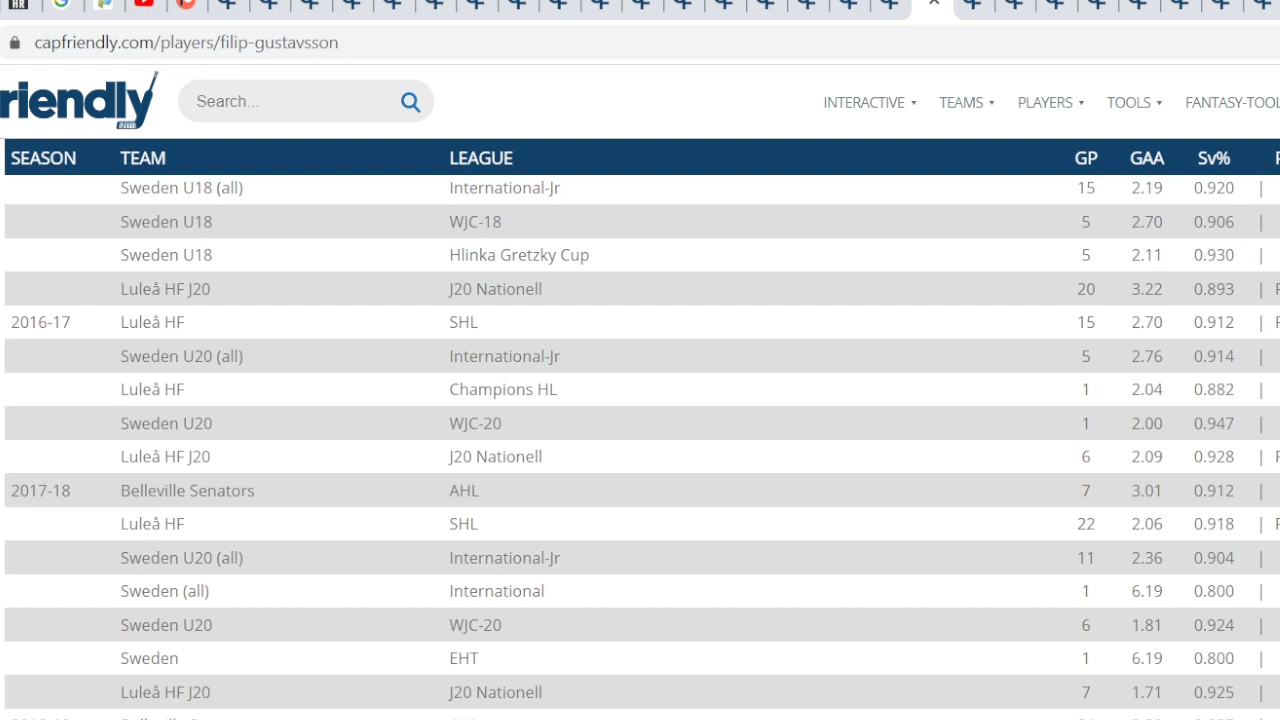 HR
capfriendly.com/players/filip-gustavsson
riendly
Search...
INTERACTIVE ▾ TEAMS ▾ PLAYERS ▾ TOOLS ▾ FANTASY-TOOL
SEASON TEAM LEAGUE GP GAA Sv%
Sweden U18 (all) International-Jr 15 2.19 0.920 |
Sweden U18 WJC-18 5 2.70 0.906 |
Sweden U18 Hlinka Gretzky Cup 5 2.11 0.930 |
Luleå HF J20 J20 Nationell 20 3.22 0.893 |
2016-17 Luleå HF SHL 15 2.70 0.912 |
Sweden U20 (all) International-Jr 5 2.76 0.914 |
Luleå HF Champions HL 1 2.04 0.882 |
Sweden U20 WJC-20 1 2.00 0.947 |
Luleå HF J20 J20 Nationell 6 2.09 0.928 |
2017-18 Belleville Senators AHL 7 3.01 0.912 |
Luleå HF SHL 22 2.06 0.918 |
Sweden U20 (all) International-Jr 11 2.36 0.904 |
Sweden (all) International 1 6.19 0.800 |
Sweden U20 WJC-20 6 1.81 0.924 |
Sweden EHT 1 6.19 0.800 |
Luleå HF J20 J20 Nationell 7 1.71 0.925 |